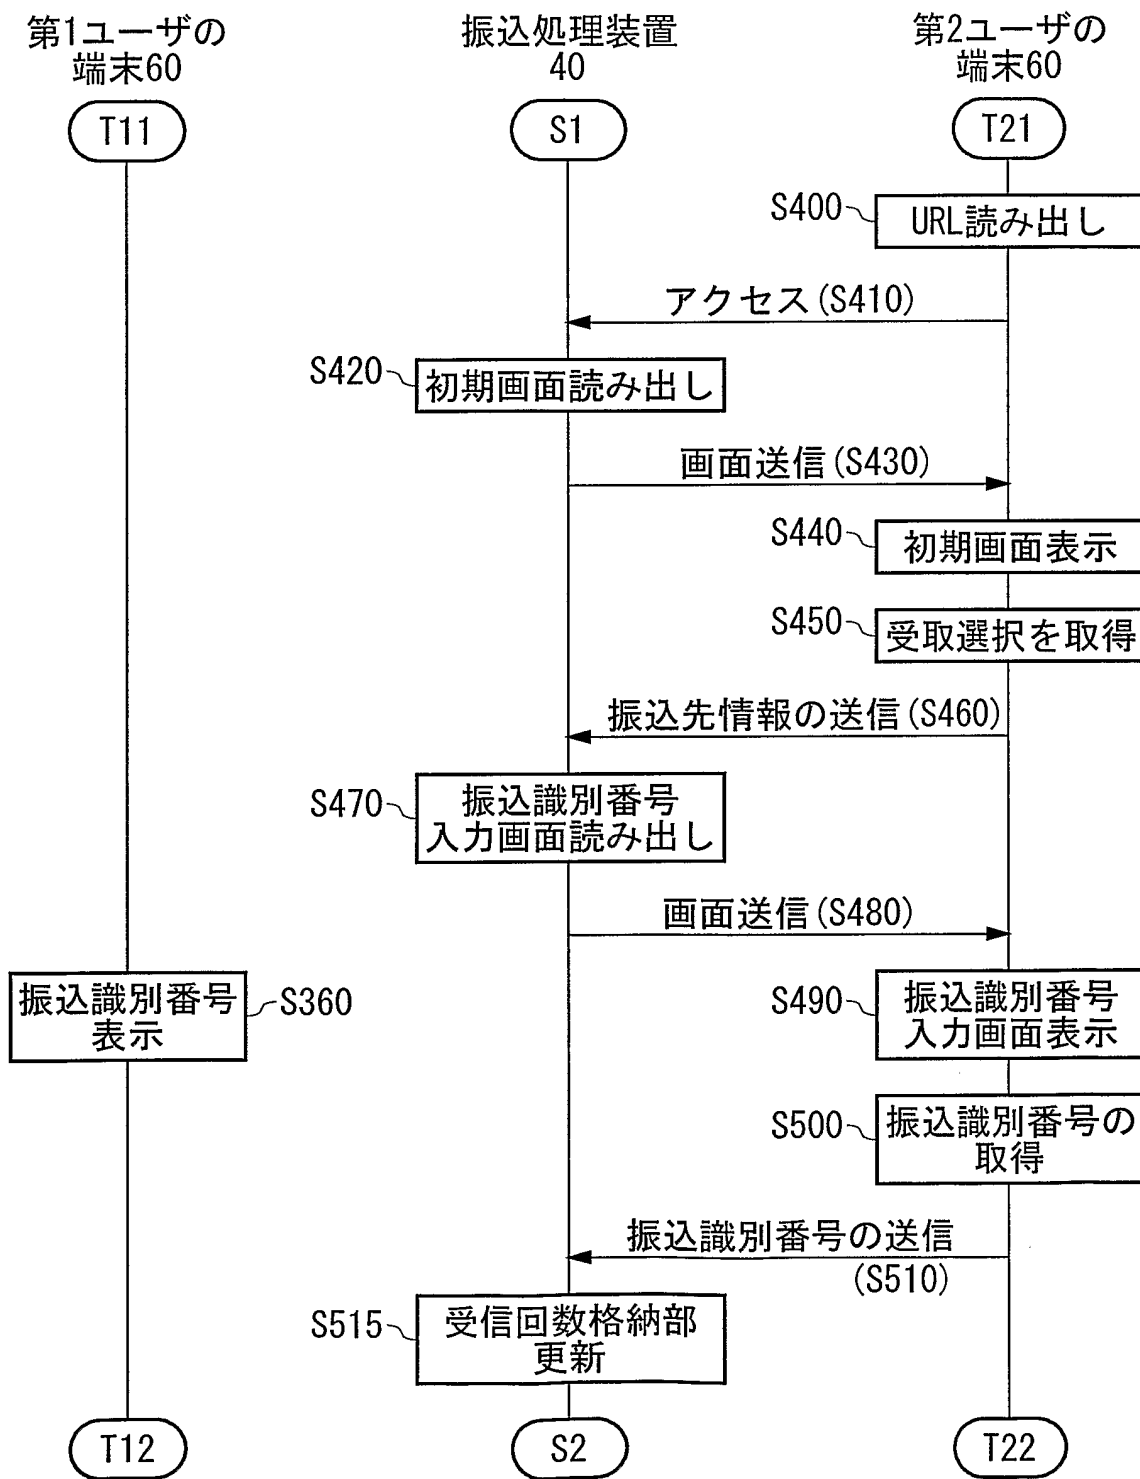 第1ユーザの
端末60
振込処理装置
40
第2ユーザの
端末60
T11
S1
T21
S400
URL読み出し
アクセス(S410)
S420
初期画面読み出し
画面送信(S430)
S440
初期画面表示
S450
受取選択を取得
振込先情報の送信(S460)
S470
振込識別番号
入力画面読み出し
画面送信(S480)
振込識別番号
表示
S360
S490
振込識別番号
入力画面表示
S500
振込識別番号の
取得
振込識別番号の送信
(S510)
S515
受信回数格納部
更新
T12
S2
T22